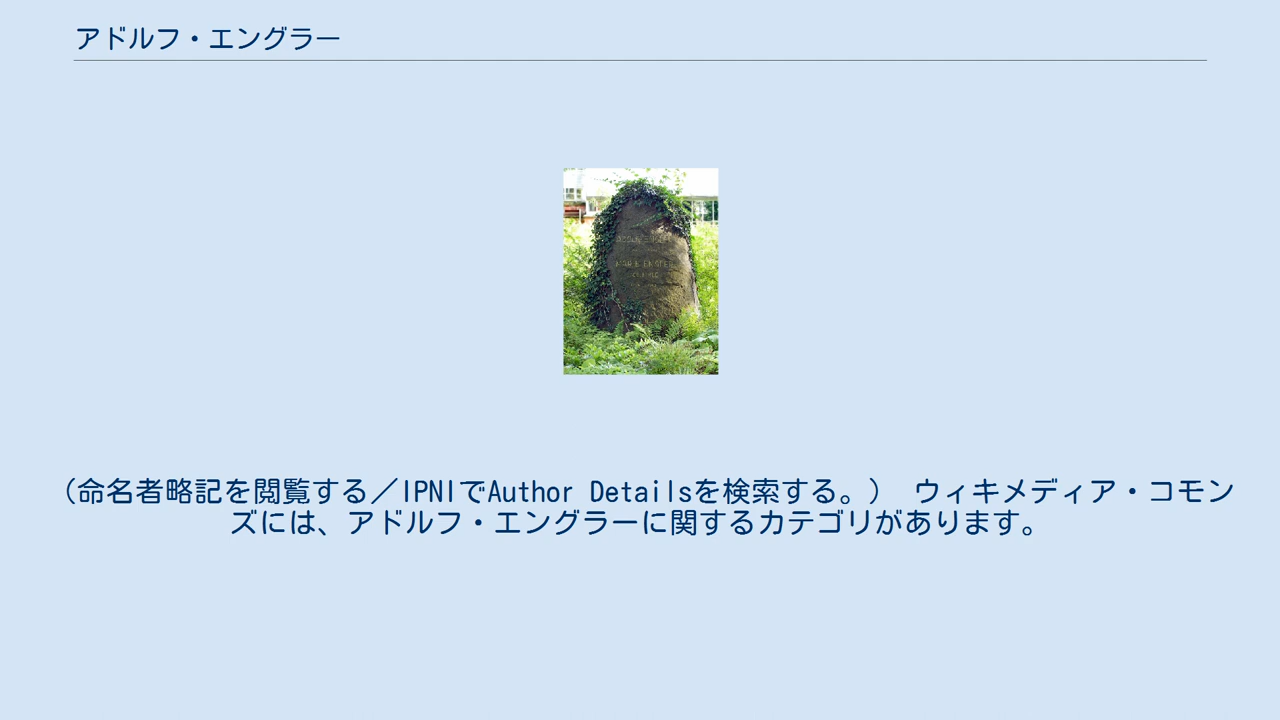 アドルフ・エングラー
（命名者略記を閲覧する／IPNIでAuthor Detailsを検索する。） ウィキメディア・コモン
ズには、アドルフ・エングラーに関するカテゴリがあります。